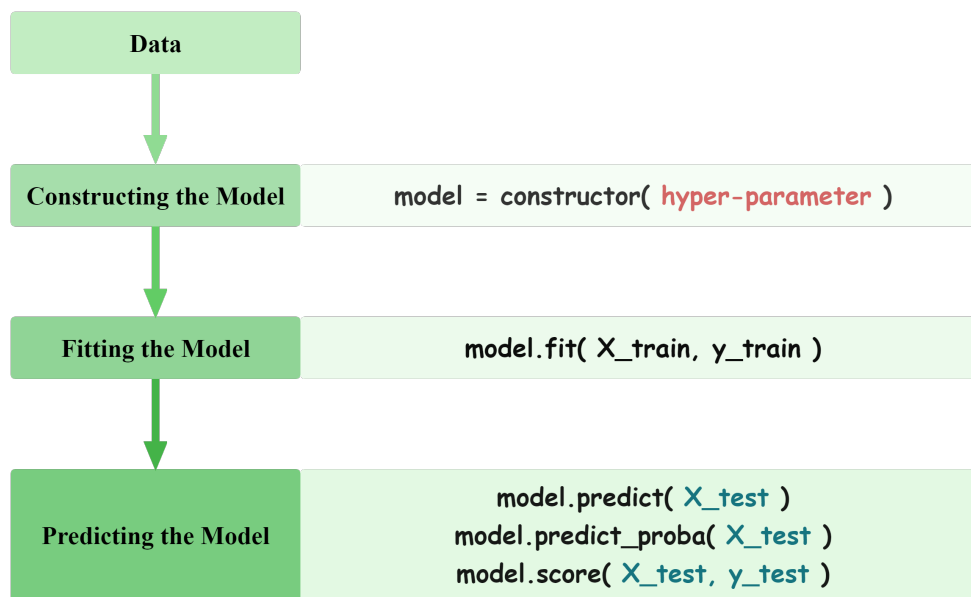 Data
Constructing the Model
model = constructor( hyper-parameter )
Fitting the Model
model.fit( X_train, y_train )
Predicting the Model
model.predict( X_test )
model.predict_proba( X_test )
model.score( X_test, y_test )